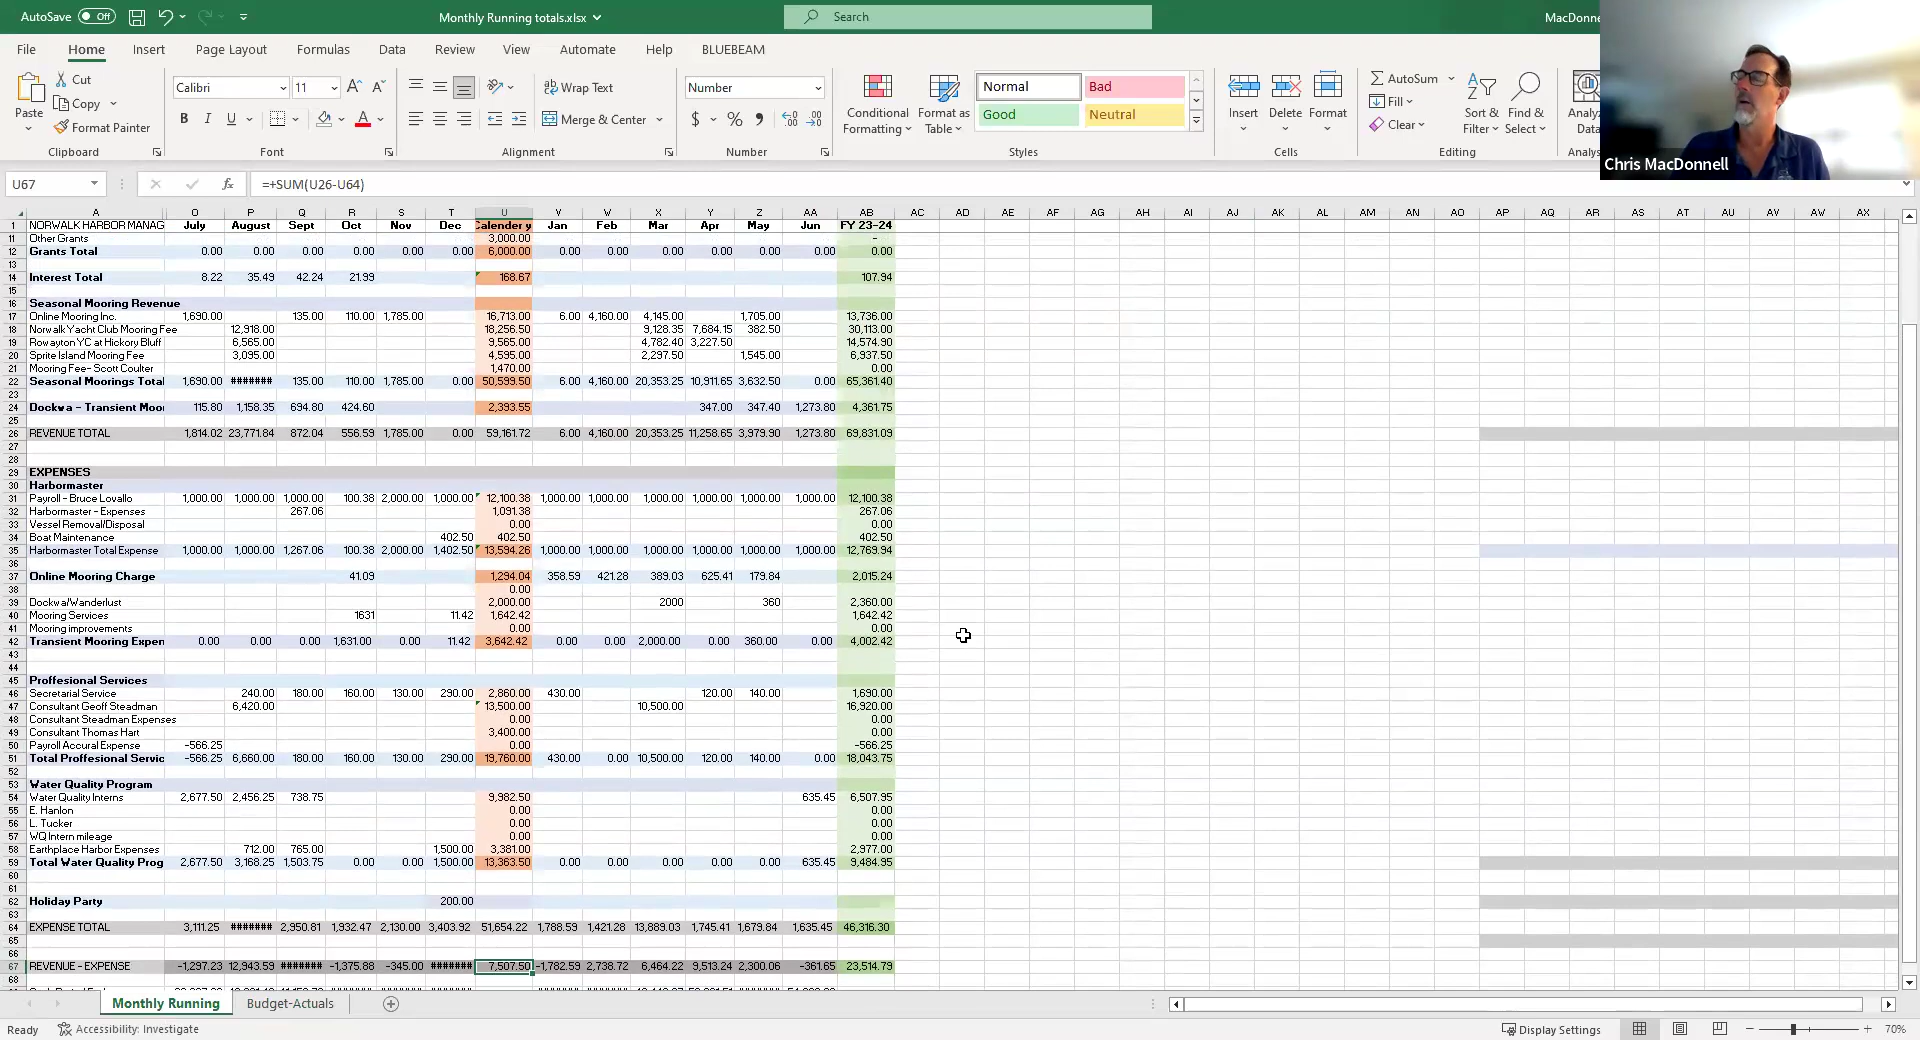 AutoSave Off Monthly Running totals.xlsx Search MacDonne
File Home Insert Page Layout Formulas Data Review View Automate Help BLUEBEAM
Cut Calibri 11 Wrap Text Number Normal Bad AutoSum
Paste Copy Conditional Format as Insert Delete Format Fill Sort & Find & Analyz
Format Painter Merge & Center Formatting Table Good Neutral Clear Filter Select Da
Clipboard Font Alignment Number Styles Cells Editing Analys
Chris MacDonnell
U67 fx =+SUM(U26-U64)
A O P Q R S T U V W X Y Z AA AB AC AD AE AF AG AH AI AJ AK AL AM AN AO AP AQ AR AS AT AU AV AW AX
1 NORWALK HARBOR MANAG July August Sept Oct Nov Dec Calender y Jan Feb Mar Apr May Jun FY 23-24
11 Other Grants 3,000.00 -
12 Grants Total 0.00 0.00 0.00 0.00 0.00 0.00 6,000.00 0.00 0.00 0.00 0.00 0.00 0.00 0.00
13
14 Interest Total 8.22 35.49 42.24 21.99 168.67 107.94
15
16 Seasonal Mooring Revenue
17 Online Mooring Inc. 1,690.00 135.00 110.00 1,785.00 16,713.00 6.00 4,160.00 4,145.00 1,705.00 13,736.00
18 Norwalk Yacht Club Mooring Fee 12,918.00 18,256.50 9,128.35 7,684.15 382.50 30,113.00
19 Rowayton YC at Hickory Bluff 6,565.00 9,565.00 4,782.40 3,227.50 14,574.90
20 Sprite Island Mooring Fee 3,095.00 4,595.00 2,297.50 1,545.00 6,937.50
21 Mooring Fee- Scott Coulter 1,470.00 0.00
22 Seasonal Moorings Total 1,690.00 ####### 135.00 110.00 1,785.00 0.00 50,599.50 6.00 4,160.00 20,353.25 10,911.65 3,632.50 0.00 65,361.40
23
24 Dockwa - Transient Moo 115.80 1,158.35 694.80 424.60 2,393.55 347.00 347.40 1,273.80 4,361.75
25
26 REVENUE TOTAL 1,814.02 23,771.84 872.04 556.59 1,785.00 0.00 59,161.72 6.00 4,160.00 20,353.25 11,258.65 3,979.90 1,273.80 69,831.09
27
28
29 EXPENSES
30 Harbormaster
31 Payroll - Bruce Lovallo 1,000.00 1,000.00 1,000.00 100.38 2,000.00 1,000.00 12,100.38 1,000.00 1,000.00 1,000.00 1,000.00 1,000.00 1,000.00 12,100.38
32 Harbormaster - Expenses 267.06 1,091.38 267.06
33 Vessel Removal/Disposal 0.00 0.00
34 Boat Maintenance 402.50 402.50 402.50
35 Harbormaster Total Expense 1,000.00 1,000.00 1,267.06 100.38 2,000.00 1,402.50 13,594.26 1,000.00 1,000.00 1,000.00 1,000.00 1,000.00 1,000.00 12,769.94
36
37 Online Mooring Charge 41.09 1,294.04 358.59 421.28 389.03 625.41 179.84 2,015.24
38 0.00
39 Dockwa/Wanderlust 2,000.00 2000 360 2,360.00
40 Mooring Services 1631 11.42 1,642.42 1,642.42
41 Mooring improvements 0.00 0.00
42 Transient Mooring Expen 0.00 0.00 0.00 1,631.00 0.00 11.42 3,642.42 0.00 0.00 2,000.00 0.00 360.00 0.00 4,002.42
43
44
45 Proffesional Services
46 Secretarial Service 240.00 180.00 160.00 130.00 290.00 2,860.00 430.00 120.00 140.00 1,690.00
47 Consultant Geoff Steadman 6,420.00 13,500.00 10,500.00 16,920.00
48 Consultant Steadman Expenses 0.00 0.00
49 Consultant Thomas Hart 3,400.00 0.00
50 Payroll Accural Expense -566.25 0.00 -566.25
51 Total Proffesional Servic -566.25 6,660.00 180.00 160.00 130.00 290.00 19,760.00 430.00 0.00 10,500.00 120.00 140.00 0.00 18,043.75
52
53 Water Quality Program
54 Water Quality Interns 2,677.50 2,456.25 738.75 9,982.50 635.45 6,507.95
55 E. Hanlon 0.00 0.00
56 L. Tucker 0.00 0.00
57 WQ Intern mileage 0.00 0.00
58 Earthplace Harbor Expenses 712.00 765.00 1,500.00 3,381.00 2,977.00
59 Total Water Quality Prog 2,677.50 3,168.25 1,503.75 0.00 0.00 1,500.00 13,363.50 0.00 0.00 0.00 0.00 0.00 635.45 9,484.95
60
61
62 Holiday Party 200.00
63
64 EXPENSE TOTAL 3,111.25 ####### 2,950.81 1,932.47 2,130.00 3,403.92 51,654.22 1,788.59 1,421.28 13,889.03 1,745.41 1,679.84 1,635.45 46,316.30
65
66
67 REVENUE - EXPENSE -1,297.23 12,943.59 ####### -1,375.88 -345.00 ####### 7,507.50 -1,782.59 2,738.72 6,464.22 9,513.24 2,300.06 -361.65 23,514.79
68
Monthly Running Budget-Actuals
Ready Accessibility: Investigate Display Settings 70%